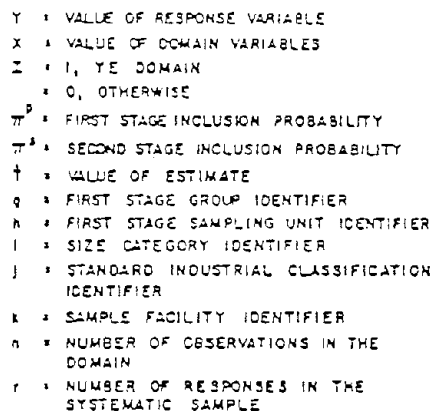 Y = VALUE OF RESPONSE VARIABLE
X = VALUE OF DOMAIN VARIABLES
I = 1, YE DOMAIN
= 0, OTHERWISE
π^p = FIRST STAGE INCLUSION PROBABILITY
π^s = SECOND STAGE INCLUSION PROBABILITY
t = VALUE OF ESTIMATE
g = FIRST STAGE GROUP IDENTIFIER
h = FIRST STAGE SAMPLING UNIT IDENTIFIER
i = SIZE CATEGORY IDENTIFIER
j = STANDARD INDUSTRIAL CLASSIFICATION
IDENTIFIER
k = SAMPLE FACILITY IDENTIFIER
n = NUMBER OF OBSERVATIONS IN THE
DOMAIN
r = NUMBER OF RESPONSES IN THE
SYSTEMATIC SAMPLE